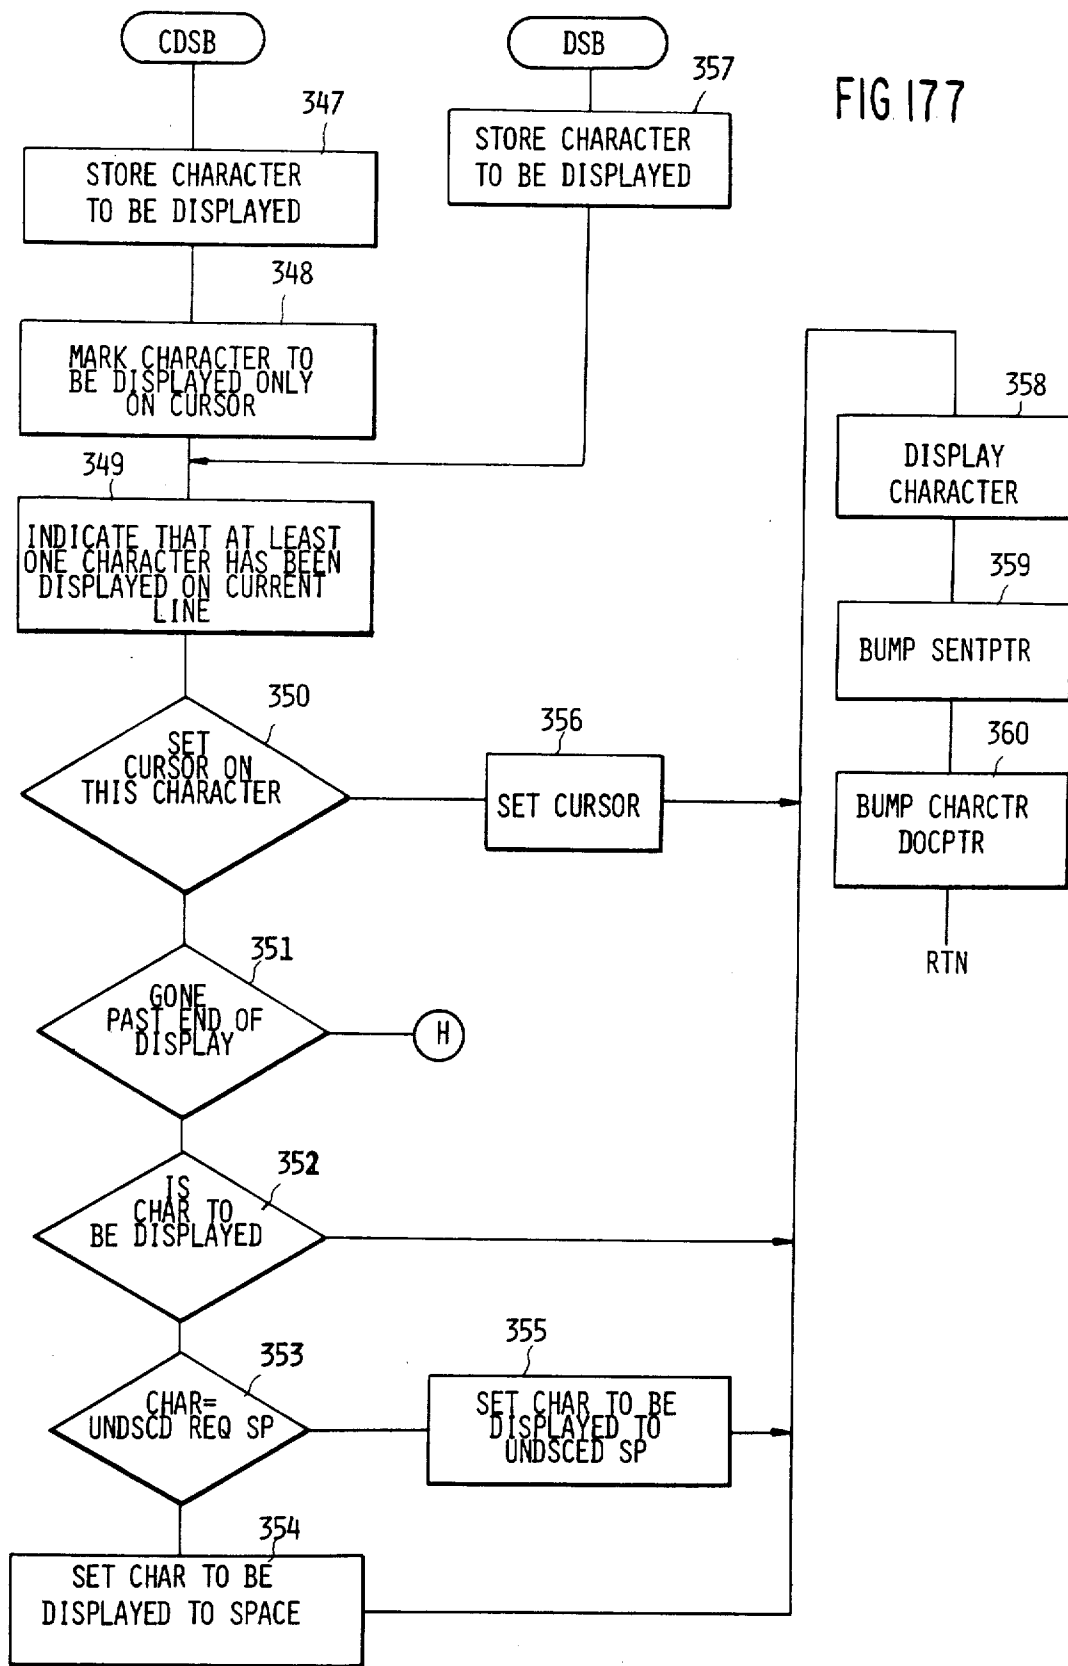 CDSB
DSB
FIG 177
347
STORE CHARACTER
TO BE DISPLAYED
357
STORE CHARACTER
TO BE DISPLAYED
348
MARK CHARACTER TO
BE DISPLAYED ONLY
ON CURSOR
349
INDICATE THAT AT LEAST
ONE CHARACTER HAS BEEN
DISPLAYED ON CURRENT
LINE
350
SET
CURSOR ON
THIS CHARACTER
356
SET CURSOR
351
GONE
PAST END OF
DISPLAY
H
352
IS
CHAR TO
BE DISPLAYED
353
CHAR=
UNDSCD REQ SP
355
SET CHAR TO BE
DISPLAYED TO
UNDSCED SP
354
SET CHAR TO BE
DISPLAYED TO SPACE
358
DISPLAY
CHARACTER
359
BUMP SENTPTR
360
BUMP CHARCTR
DOCPTR
RTN